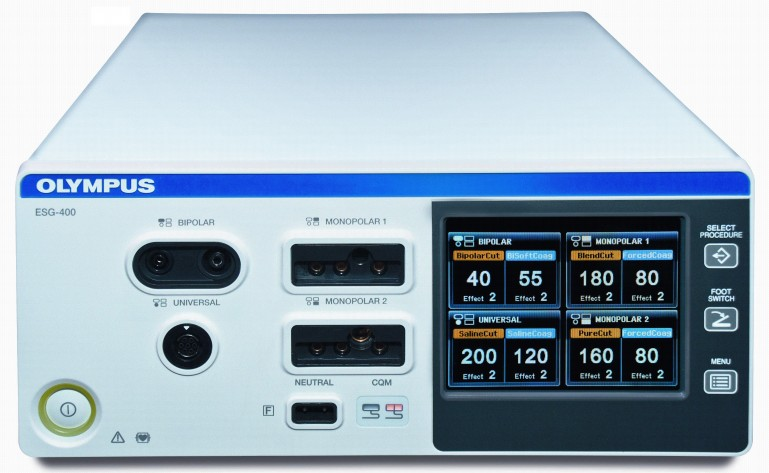 OLYMPUS
ESG-400
BIPOLAR
MONOPOLAR 1
UNIVERSAL
MONOPOLAR 2
NEUTRAL
CQM
F
BIPOLAR
BipolarCut BiSoftCoag
40 55
Effect 2 Effect 2
MONOPOLAR 1
BlendCut ForcedCoag
180 80
Effect 2 Effect 2
UNIVERSAL
SalineCut SalineCoag
200 120
Effect 2 Effect 2
MONOPOLAR 2
PureCut ForcedCoag
160 80
Effect 2 Effect 2
SELECT
PROCEDURE
FOOT
SWITCH
MENU